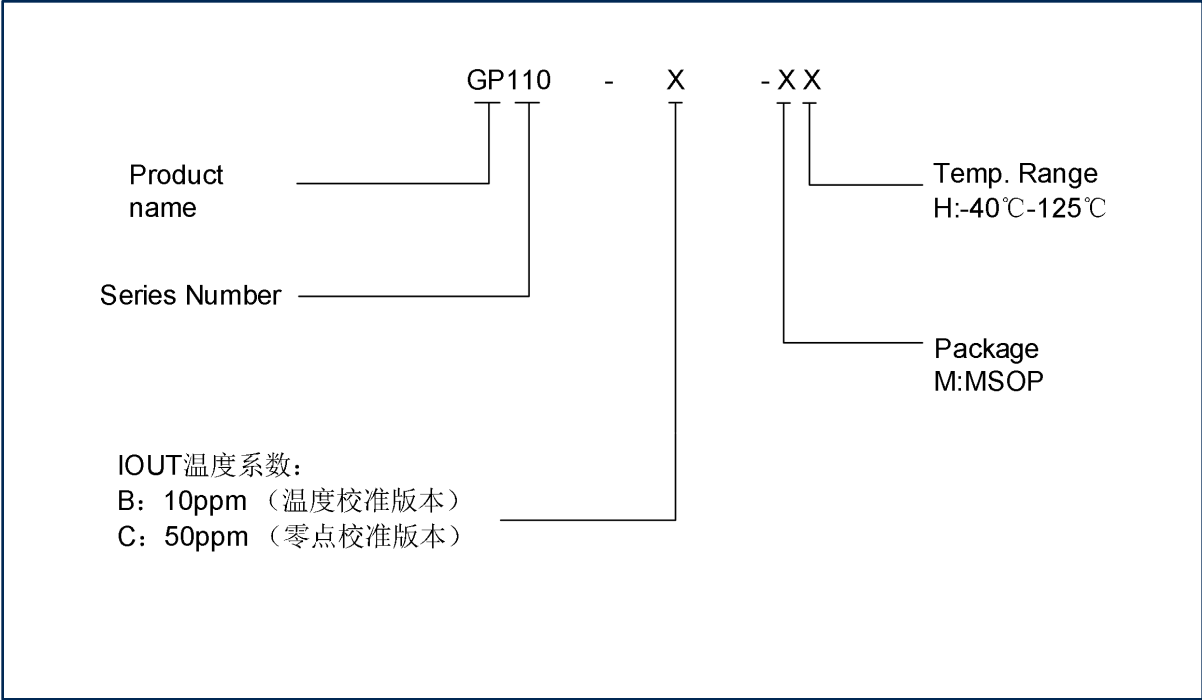 GP110 - X - X X
Product
name
Temp. Range
H:-40℃-125℃
Series Number
Package
M:MSOP
IOUT温度系数：
B：10ppm （温度校准版本）
C：50ppm （零点校准版本）